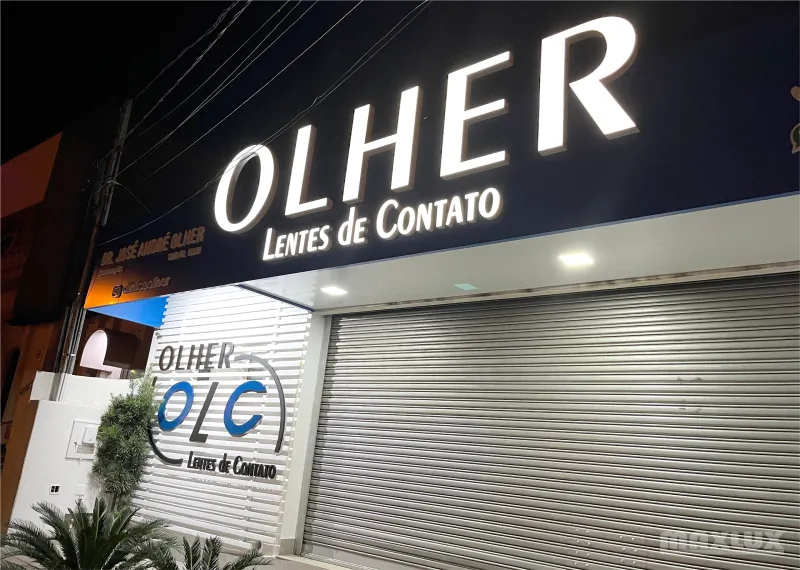 OLHER
LENTES de CONTATO
DR. JOSÉ ANDRÉ OLHER
OLHER
OLC
LENTES de CONTATO
MAXLUX